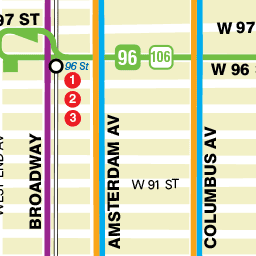 97 ST
W 97
96
106
96 St
W 96
1
2
3
WEST END AV
BROADWAY
AMSTERDAM AV
COLUMBUS AV
W 91 ST